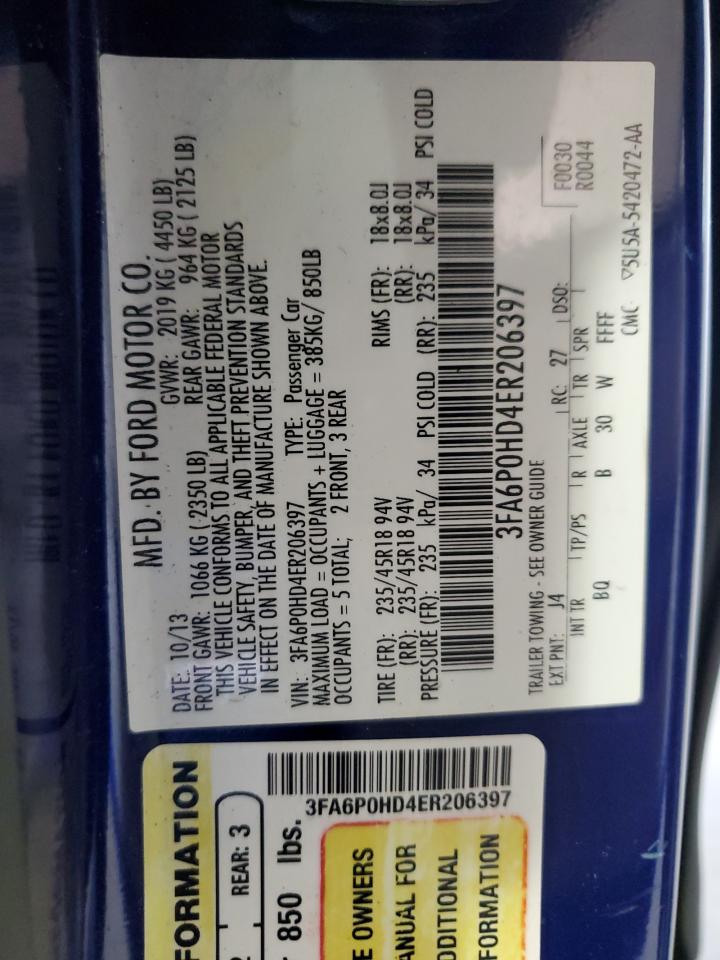 MFD. BY FORD MOTOR CO.
DATE: 10/13 GVWR: 2019 KG ( 4450 LB)
FRONT GAWR: 1066 KG ( 2350 LB) REAR GAWR: 964 KG ( 2125 LB)
THIS VEHICLE CONFORMS TO ALL APPLICABLE FEDERAL MOTOR
VEHICLE SAFETY, BUMPER, AND THEFT PREVENTION STANDARDS
IN EFFECT ON THE DATE OF MANUFACTURE SHOWN ABOVE.
VIN: 3FA6P0HD4ER206397 TYPE: Passenger Car
MAXIMUM LOAD = OCCUPANTS + LUGGAGE = 385KG/ 850LB
OCCUPANTS = 5 TOTAL; 2 FRONT, 3 REAR
TIRE (FR): 235/45R18 94V RIMS (FR): 18x8.0J
(RR): 235/45R18 94V (RR): 18x8.0J
PRESSURE (FR): 235 kPa/ 34 PSI COLD (RR): 235 kPa/ 34 PSI COLD
3FA6P0HD4ER206397
TRAILER TOWING - SEE OWNER GUIDE
F0030
EXT PNT: J4 RC: 27 DSO: R0044
INT TR TP/PS R AXLE TR SPR
BQ B 30 W FFFF
CMC ▽5U5A-5420472-AA
FORMATION
REAR: 3
850 lbs.
3FA6P0HD4ER206397
E OWNERS
ANUAL FOR
DDITIONAL
FORMATION